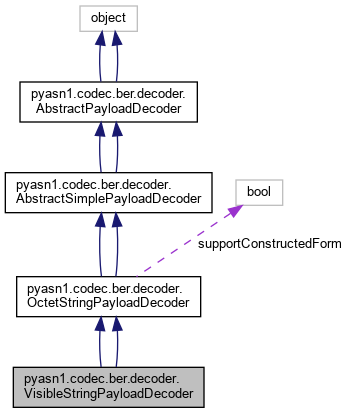 object
pyasn1.codec.ber.decoder.
AbstractPayloadDecoder
pyasn1.codec.ber.decoder.
AbstractSimplePayloadDecoder
bool
supportConstructedForm
pyasn1.codec.ber.decoder.
OctetStringPayloadDecoder
pyasn1.codec.ber.decoder.
VisibleStringPayloadDecoder